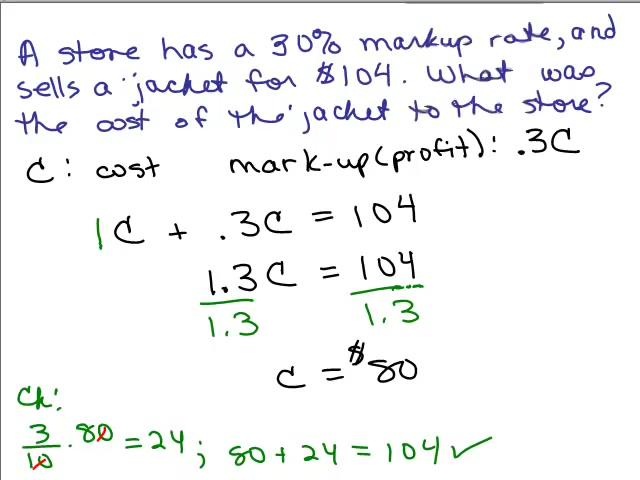 A store has a 30% markup rate, and
sells a jacket for $104. What was
the cost of the jacket to the store?
C: cost mark-up (profit): .3C
1C + .3C = 104
1.3C = 104
1.3 1.3
C = $80
Ch:
3/10 · 80 = 24; 80 + 24 = 104 ✓